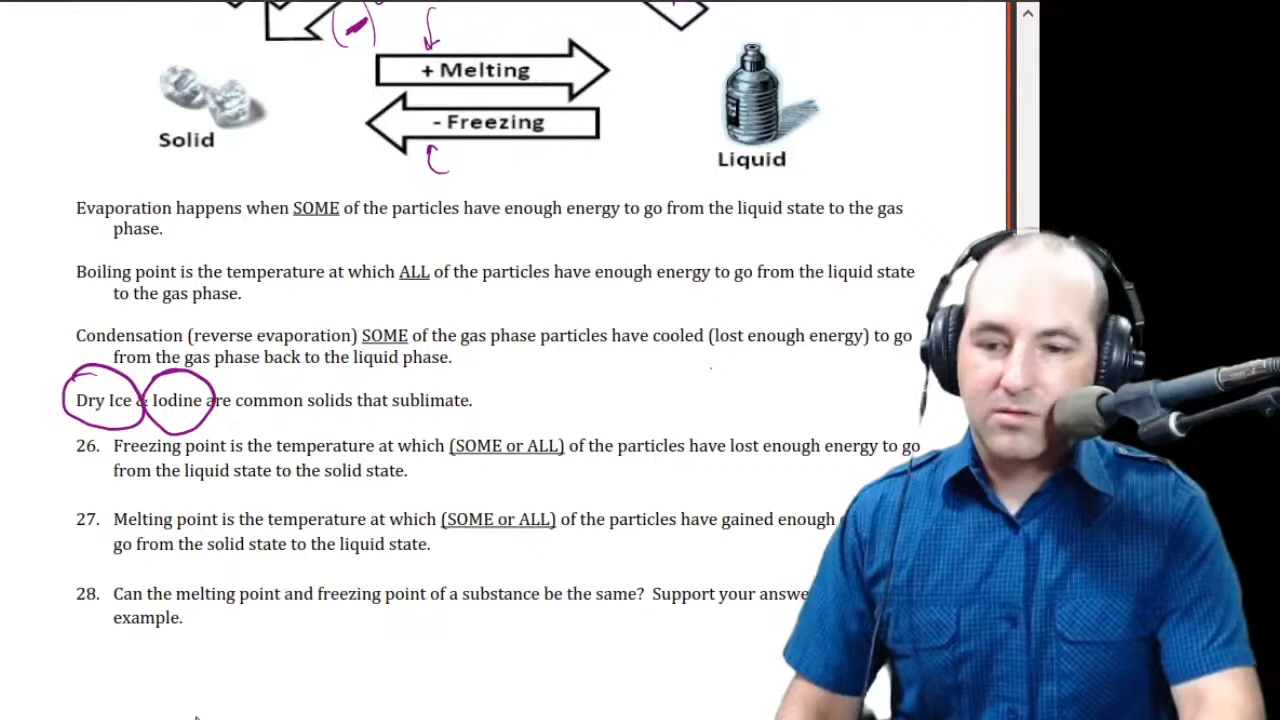 (-)
+ Melting
- Freezing
Solid
Liquid
Evaporation happens when SOME of the particles have enough energy to go from the liquid state to the gas
phase.
Boiling point is the temperature at which ALL of the particles have enough energy to go from the liquid state
to the gas phase.
Condensation (reverse evaporation) SOME of the gas phase particles have cooled (lost enough energy) to go
from the gas phase back to the liquid phase.
Dry Ice & Iodine are common solids that sublimate.
26. Freezing point is the temperature at which (SOME or ALL) of the particles have lost enough energy to go
from the liquid state to the solid state.
27. Melting point is the temperature at which (SOME or ALL) of the particles have gained enough
go from the solid state to the liquid state.
28. Can the melting point and freezing point of a substance be the same? Support your
example.